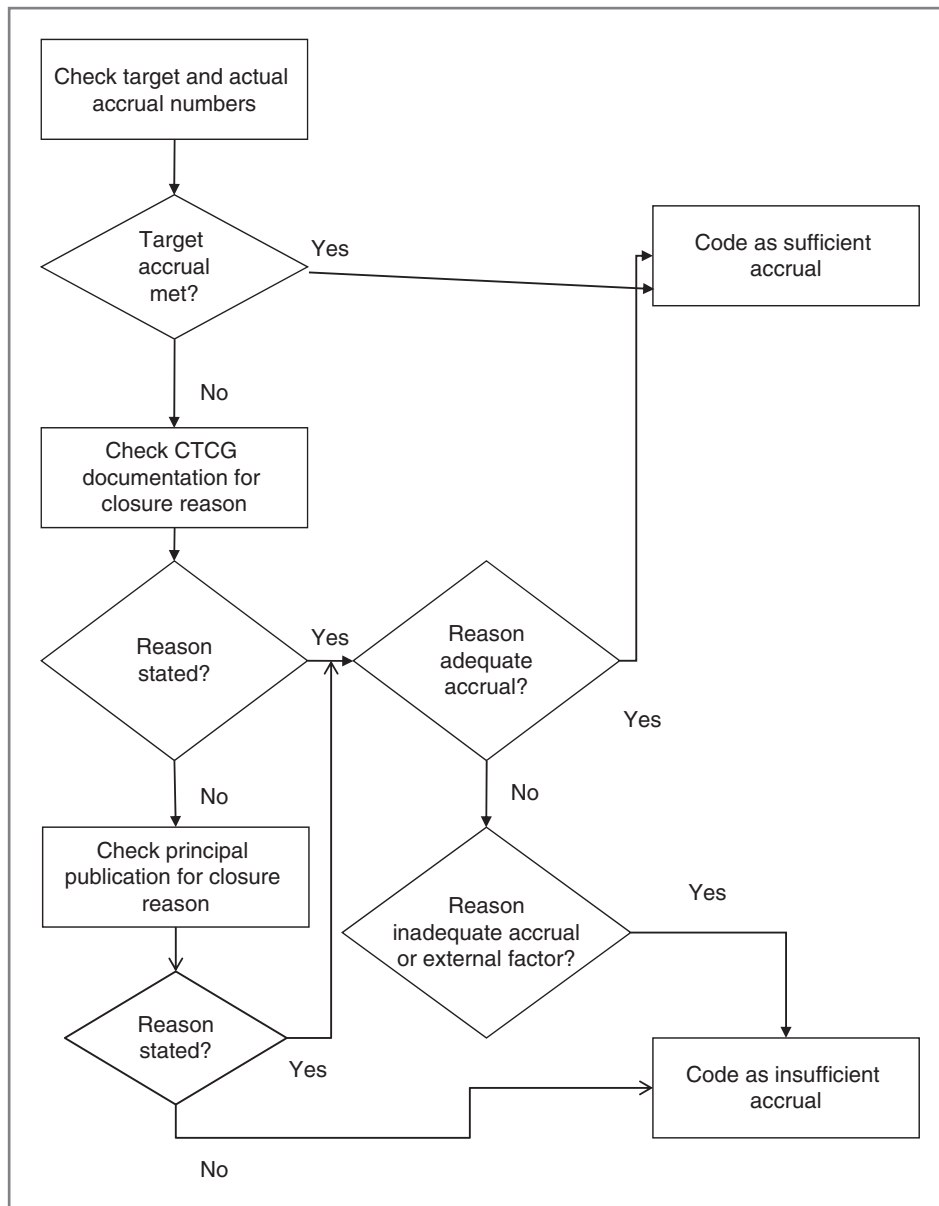 Check target and actual
accrual numbers
Target
accrual
met?
Yes
Code as sufficient
accrual
No
Check CTCG
documentation for
closure reason
Reason
stated?
Yes
Reason
adequate
accrual?
Yes
No
No
Check principal
publication for closure
reason
Reason
inadequate accrual
or external factor?
Yes
Reason
stated?
Yes
Code as insufficient
accrual
No